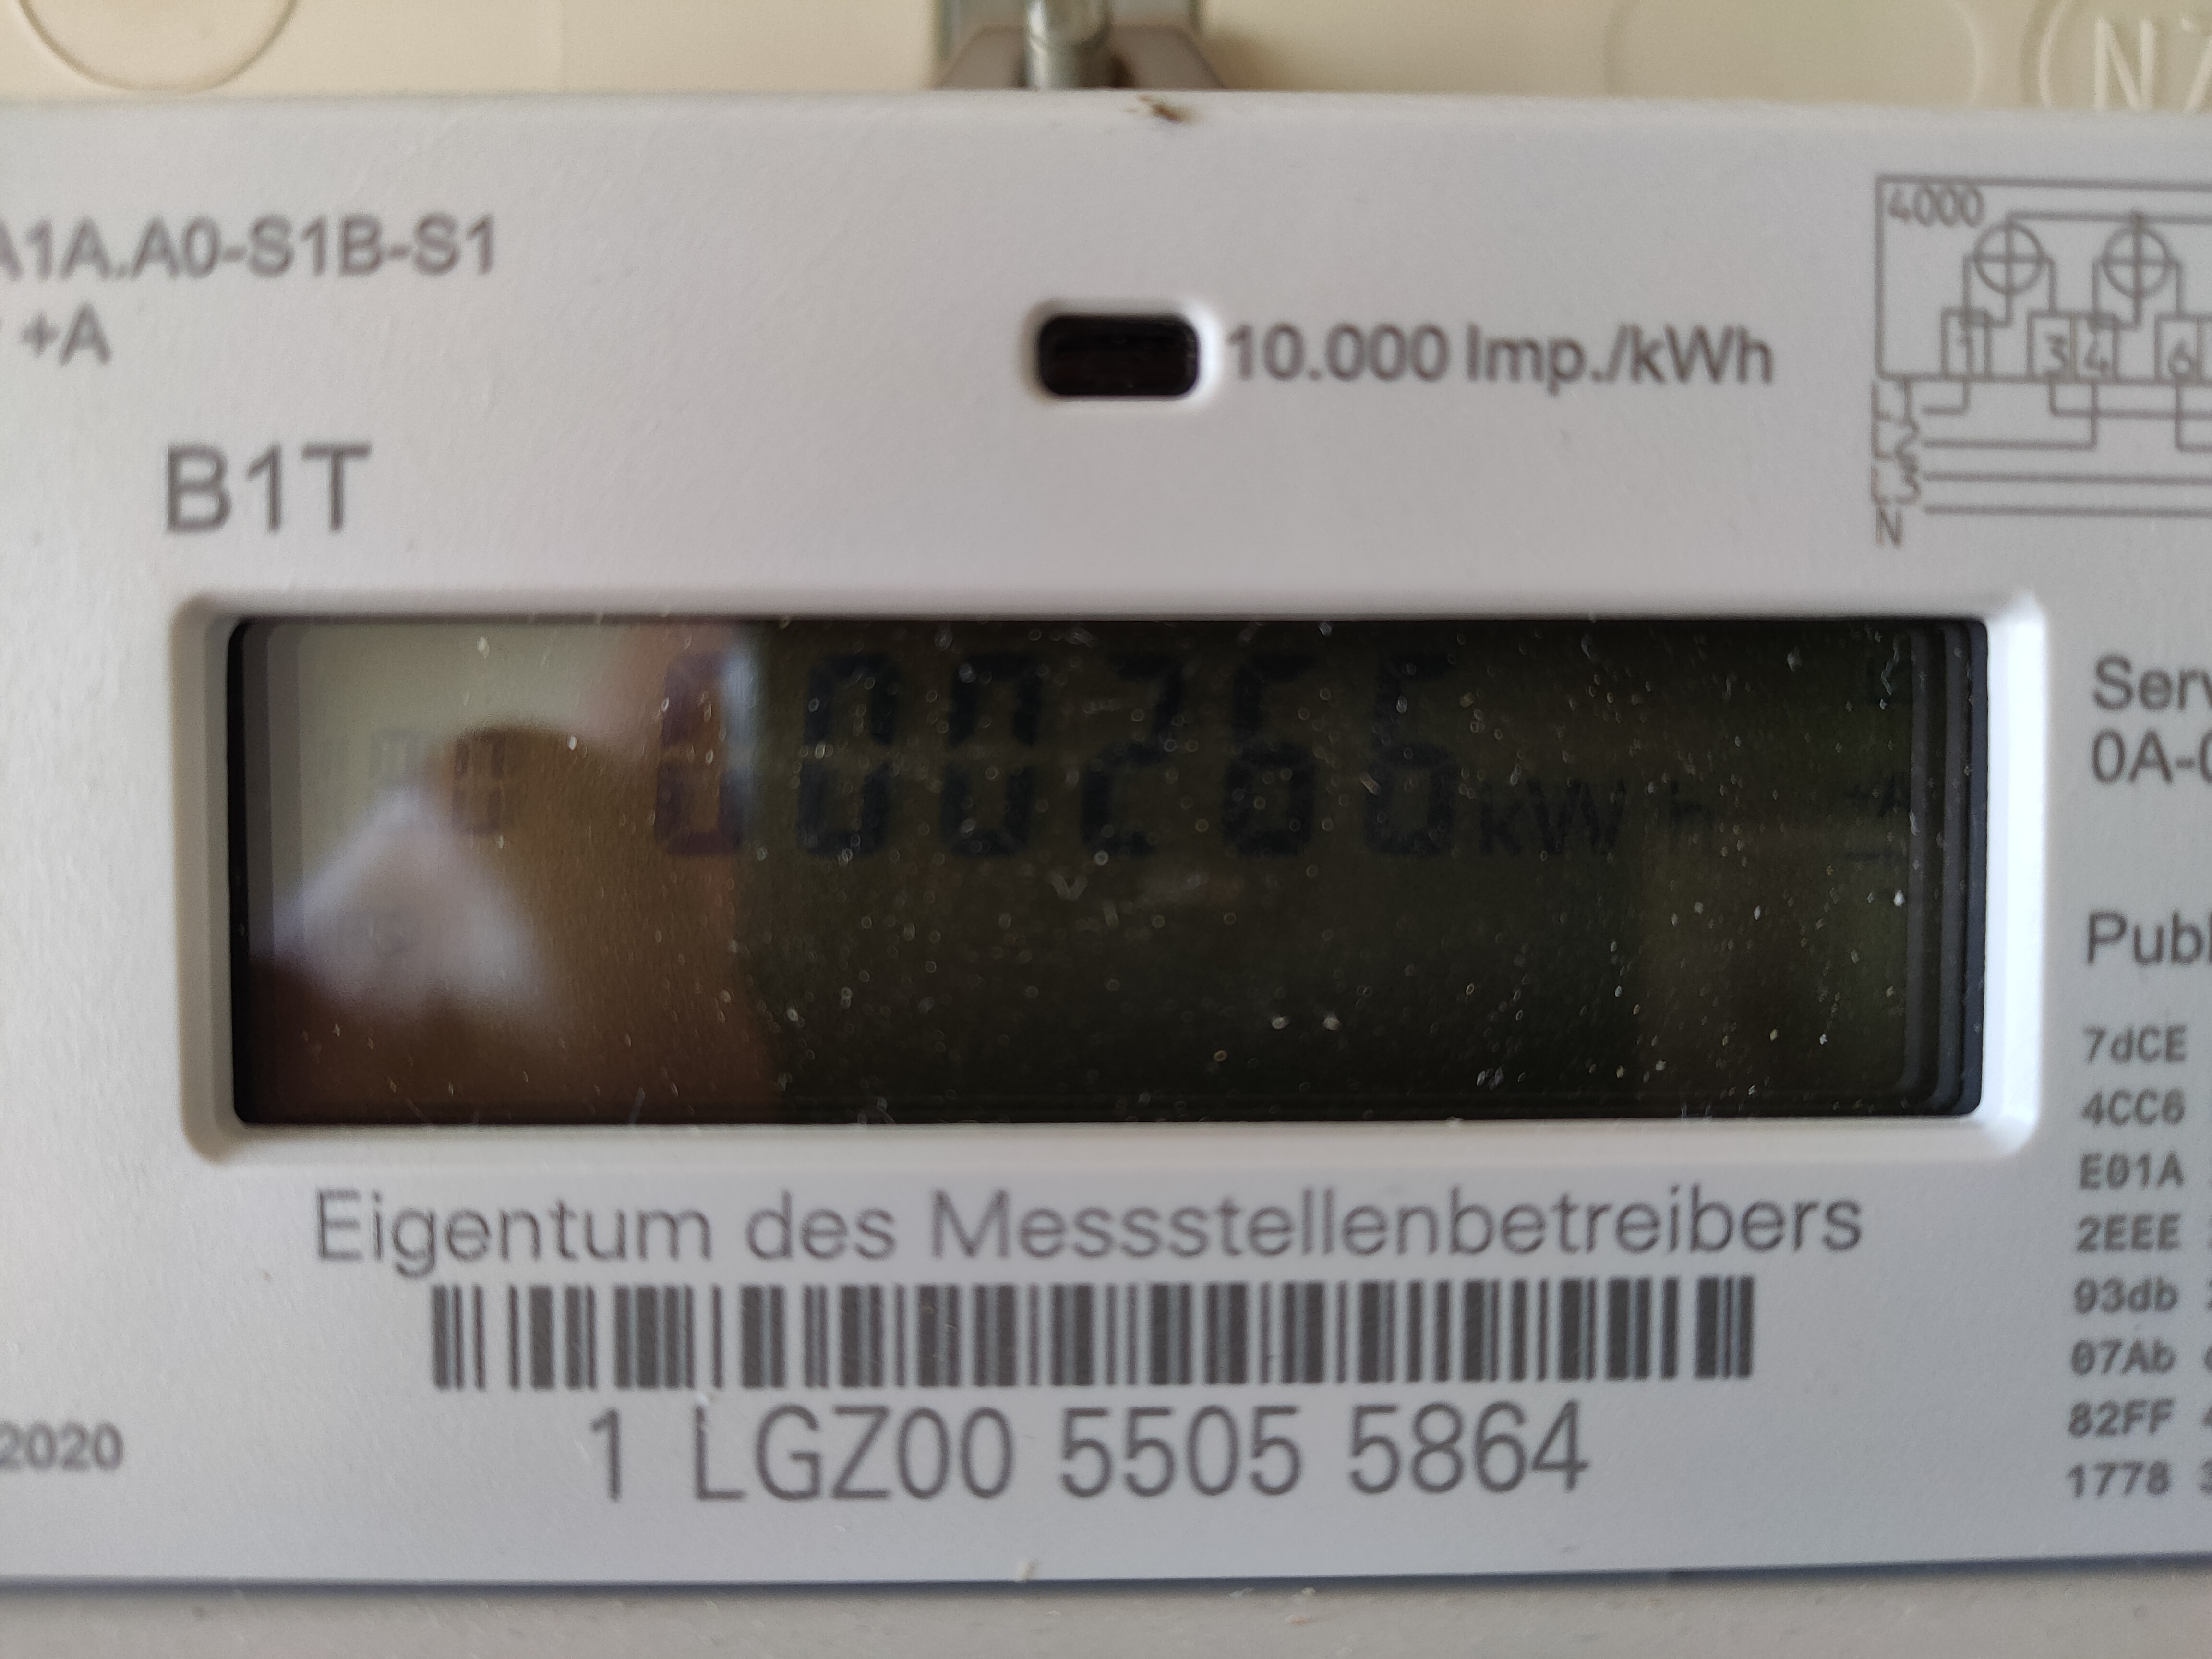 NZ
A1A.A0-S1B-S1
+A
10.000 Imp./kWh
4000
1 3 4 6
L1
L2
L3
N
B1T
000266 kWh
+A
Serv
0A-0
Publ
7dCE
4CC6
E01A
2EEE
93db
07Ab
82FF
1778
Eigentum des Messstellenbetreibers
1 LGZ00 5505 5864
2020